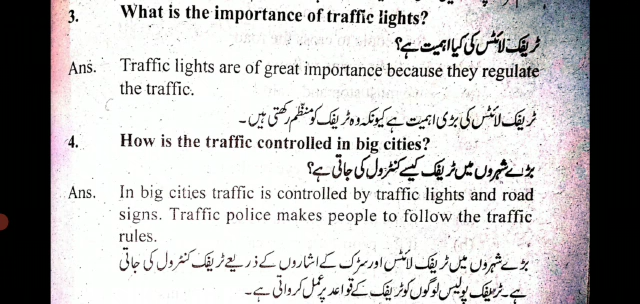 3. What is the importance of traffic lights?
ٹریفک لائٹس کی کیا اہمیت ہے؟
Ans. Traffic lights are of great importance because they regulate
the traffic.
ٹریفک لائٹس کی بڑی اہمیت ہے کیونکہ وہ ٹریفک کو منظم رکھتی ہیں۔
4. How is the traffic controlled in big cities?
بڑے شہروں میں ٹریفک کیسے کنٹرول کی جاتی ہے؟
Ans. In big cities traffic is controlled by traffic lights and road
signs. Traffic police makes people to follow the traffic
rules.
بڑے شہروں میں ٹریفک لائٹس اور سڑک کے اشاروں کے ذریعے ٹریفک کنٹرول کی جاتی
ہے۔ ٹریفک پولیس لوگوں کو ٹریفک کے قواعد پر عمل کرواتی ہے۔